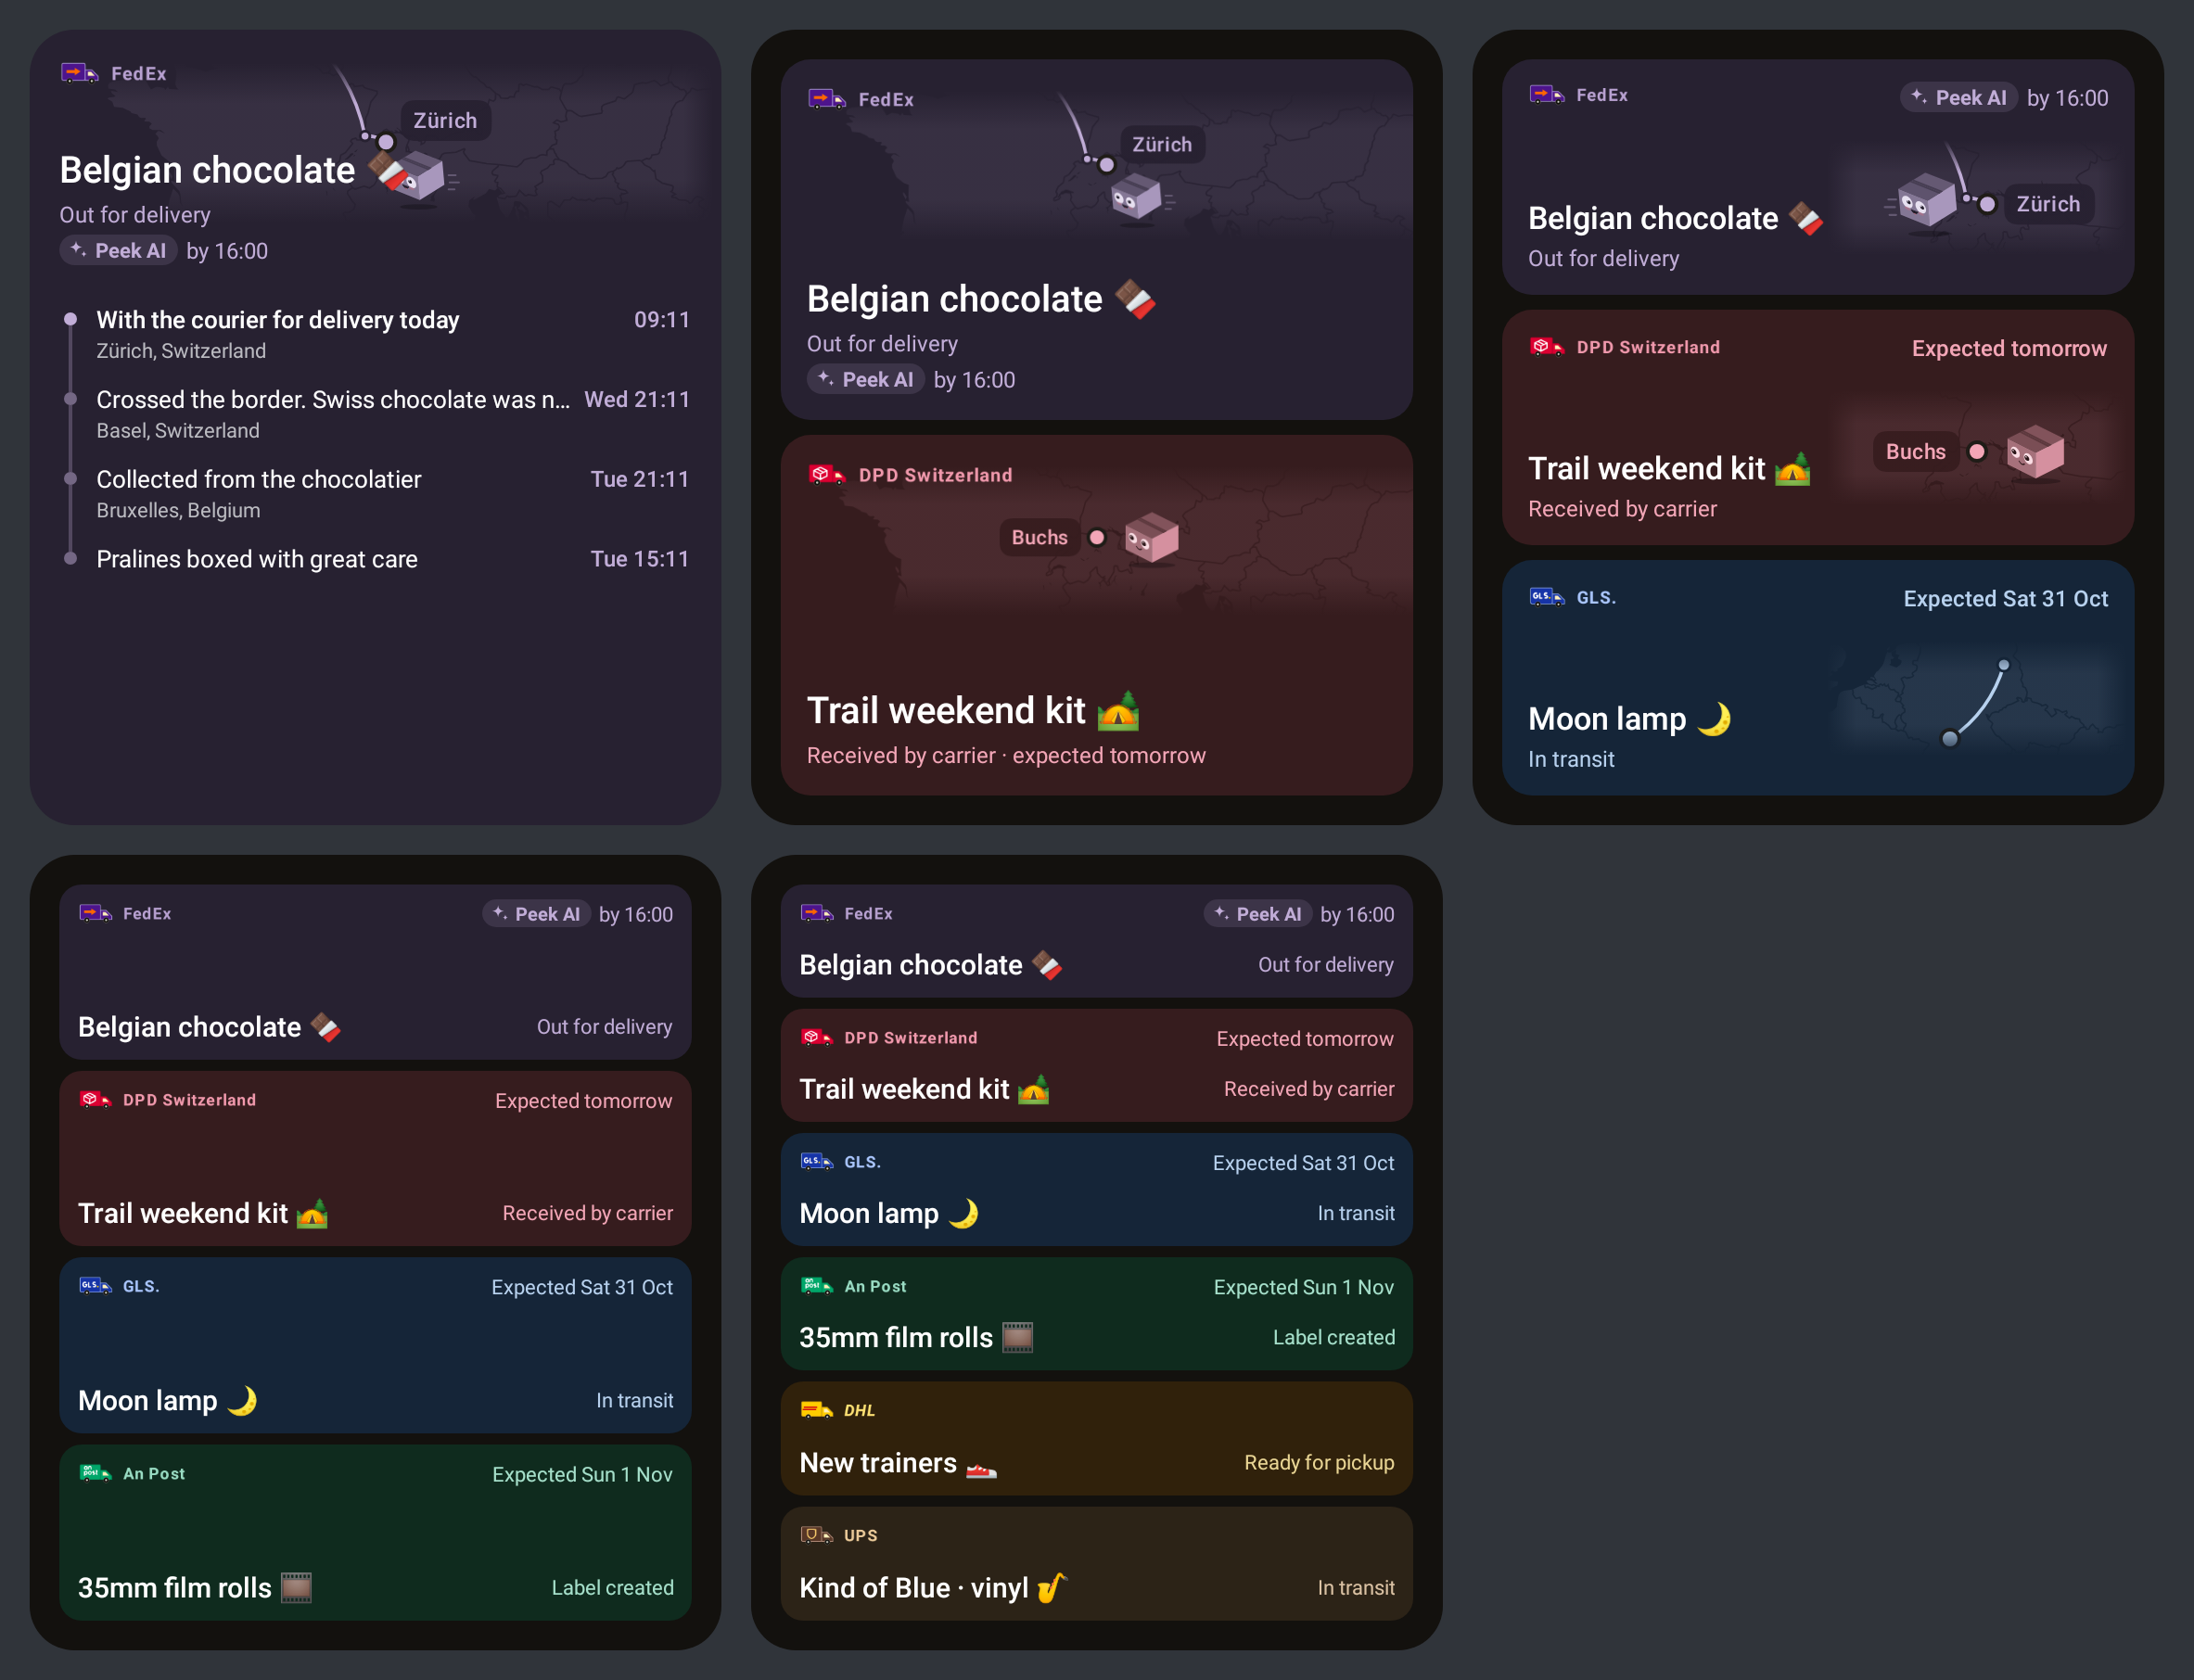 FedEx
Zürich
Belgian chocolate 🍫
Out for delivery
Peek AI by 16:00
With the courier for delivery today 09:11
Zürich, Switzerland
Crossed the border. Swiss chocolate was n… Wed 21:11
Basel, Switzerland
Collected from the chocolatier Tue 21:11
Bruxelles, Belgium
Pralines boxed with great care Tue 15:11
FedEx
Zürich
Belgian chocolate 🍫
Out for delivery
Peek AI by 16:00
DPD Switzerland
Buchs
Trail weekend kit 🏕️
Received by carrier · expected tomorrow
FedEx Peek AI by 16:00
Zürich
Belgian chocolate 🍫
Out for delivery
DPD Switzerland Expected tomorrow
Buchs
Trail weekend kit 🏕️
Received by carrier
GLS. GLS. Expected Sat 31 Oct
Moon lamp 🌙
In transit
FedEx Peek AI by 16:00
Belgian chocolate 🍫 Out for delivery
DPD Switzerland Expected tomorrow
Trail weekend kit 🏕️ Received by carrier
GLS. GLS. Expected Sat 31 Oct
Moon lamp 🌙 In transit
an post An Post Expected Sun 1 Nov
35mm film rolls 🎞️ Label created
FedEx Peek AI by 16:00
Belgian chocolate 🍫 Out for delivery
DPD Switzerland Expected tomorrow
Trail weekend kit 🏕️ Received by carrier
GLS. GLS. Expected Sat 31 Oct
Moon lamp 🌙 In transit
an post An Post Expected Sun 1 Nov
35mm film rolls 🎞️ Label created
DHL
New trainers 👟 Ready for pickup
UPS
Kind of Blue · vinyl 🎷 In transit